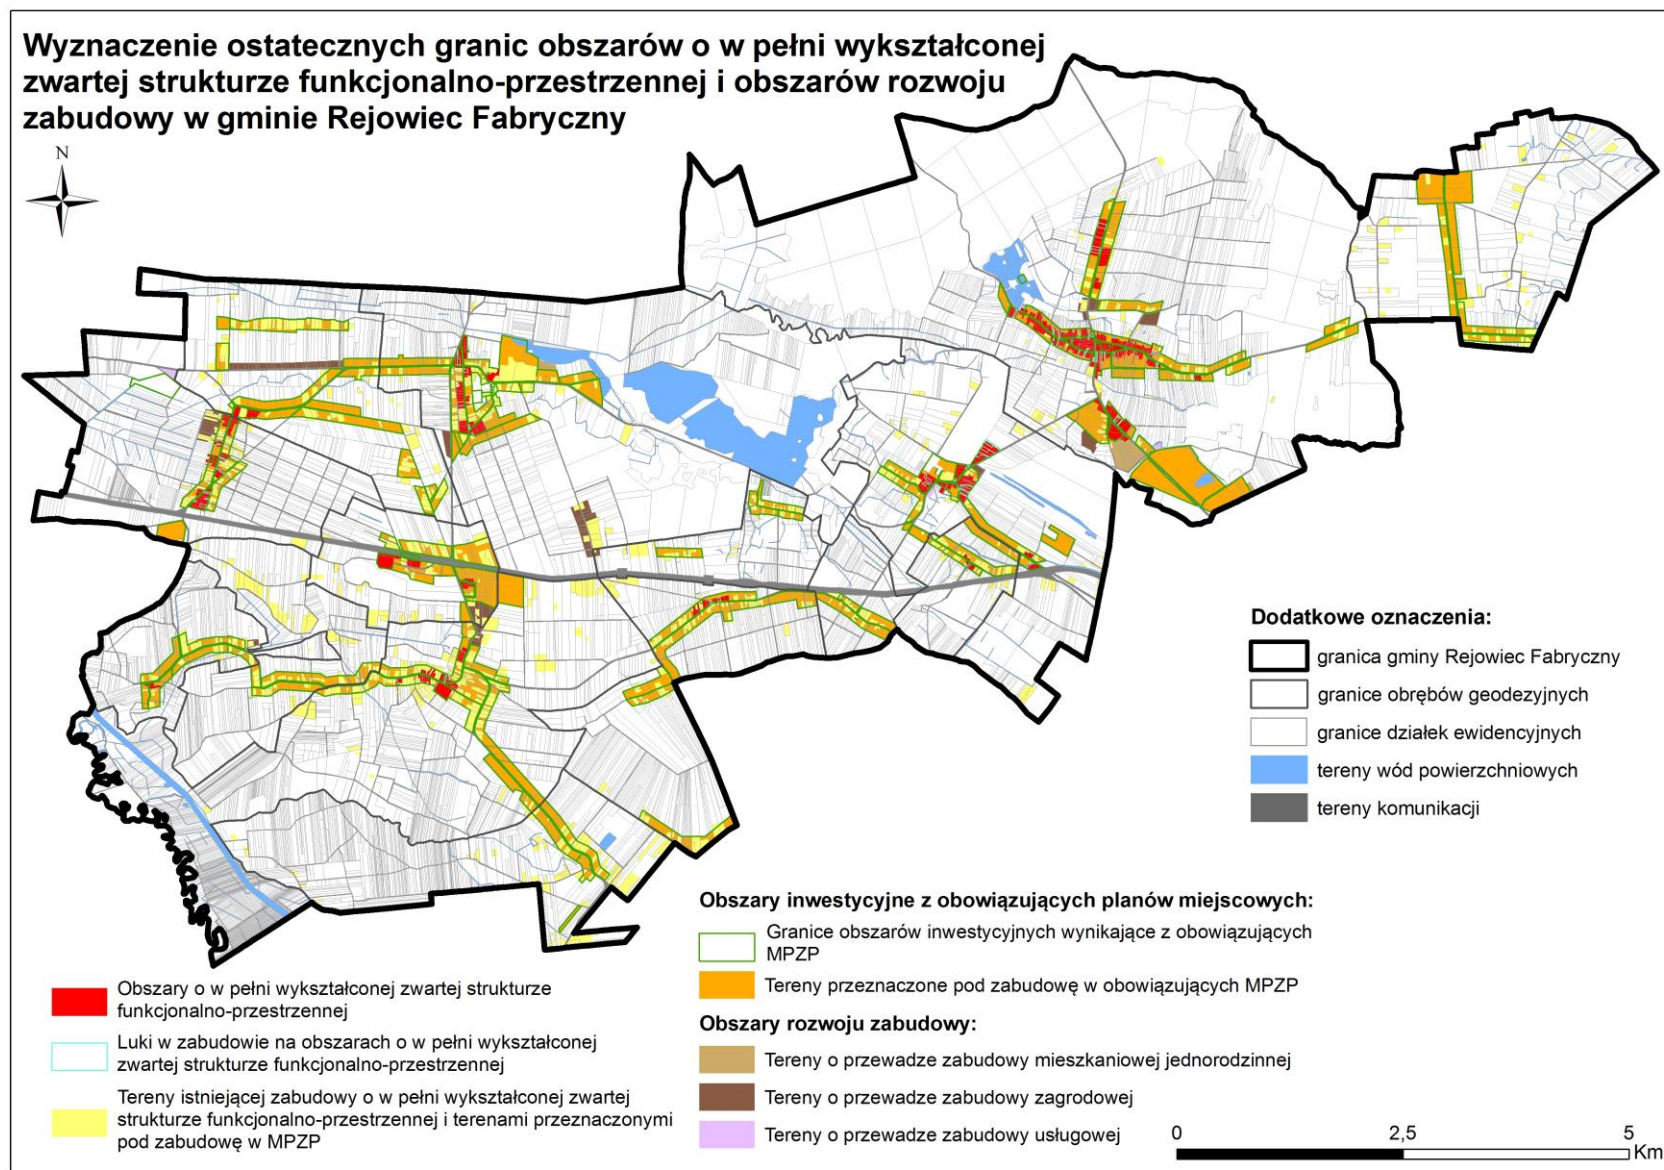 Wyznaczenie ostatecznych granic obszarów o w pełni wykształconej
zwartej strukturze funkcjonalno-przestrzennej i obszarów rozwoju
zabudowy w gminie Rejowiec Fabryczny
N
Dodatkowe oznaczenia:
granica gminy Rejowiec Fabryczny
granice obrębów geodezyjnych
granice działek ewidencyjnych
tereny wód powierzchniowych
tereny komunikacji
Obszary o w pełni wykształconej zwartej strukturze
funkcjonalno-przestrzennej
Luki w zabudowie na obszarach o w pełni wykształconej
zwartej strukturze funkcjonalno-przestrzennej
Tereny istniejącej zabudowy o w pełni wykształconej zwartej
strukturze funkcjonalno-przestrzennej i terenami przeznaczonymi
pod zabudowę w MPZP
Obszary inwestycyjne z obowiązujących planów miejscowych:
Granice obszarów inwestycyjnych wynikające z obowiązujących
MPZP
Tereny przeznaczone pod zabudowę w obowiązujących MPZP
Obszary rozwoju zabudowy:
Tereny o przewadze zabudowy mieszkaniowej jednorodzinnej
Tereny o przewadze zabudowy zagrodowej
Tereny o przewadze zabudowy usługowej
0 2,5 5
Km